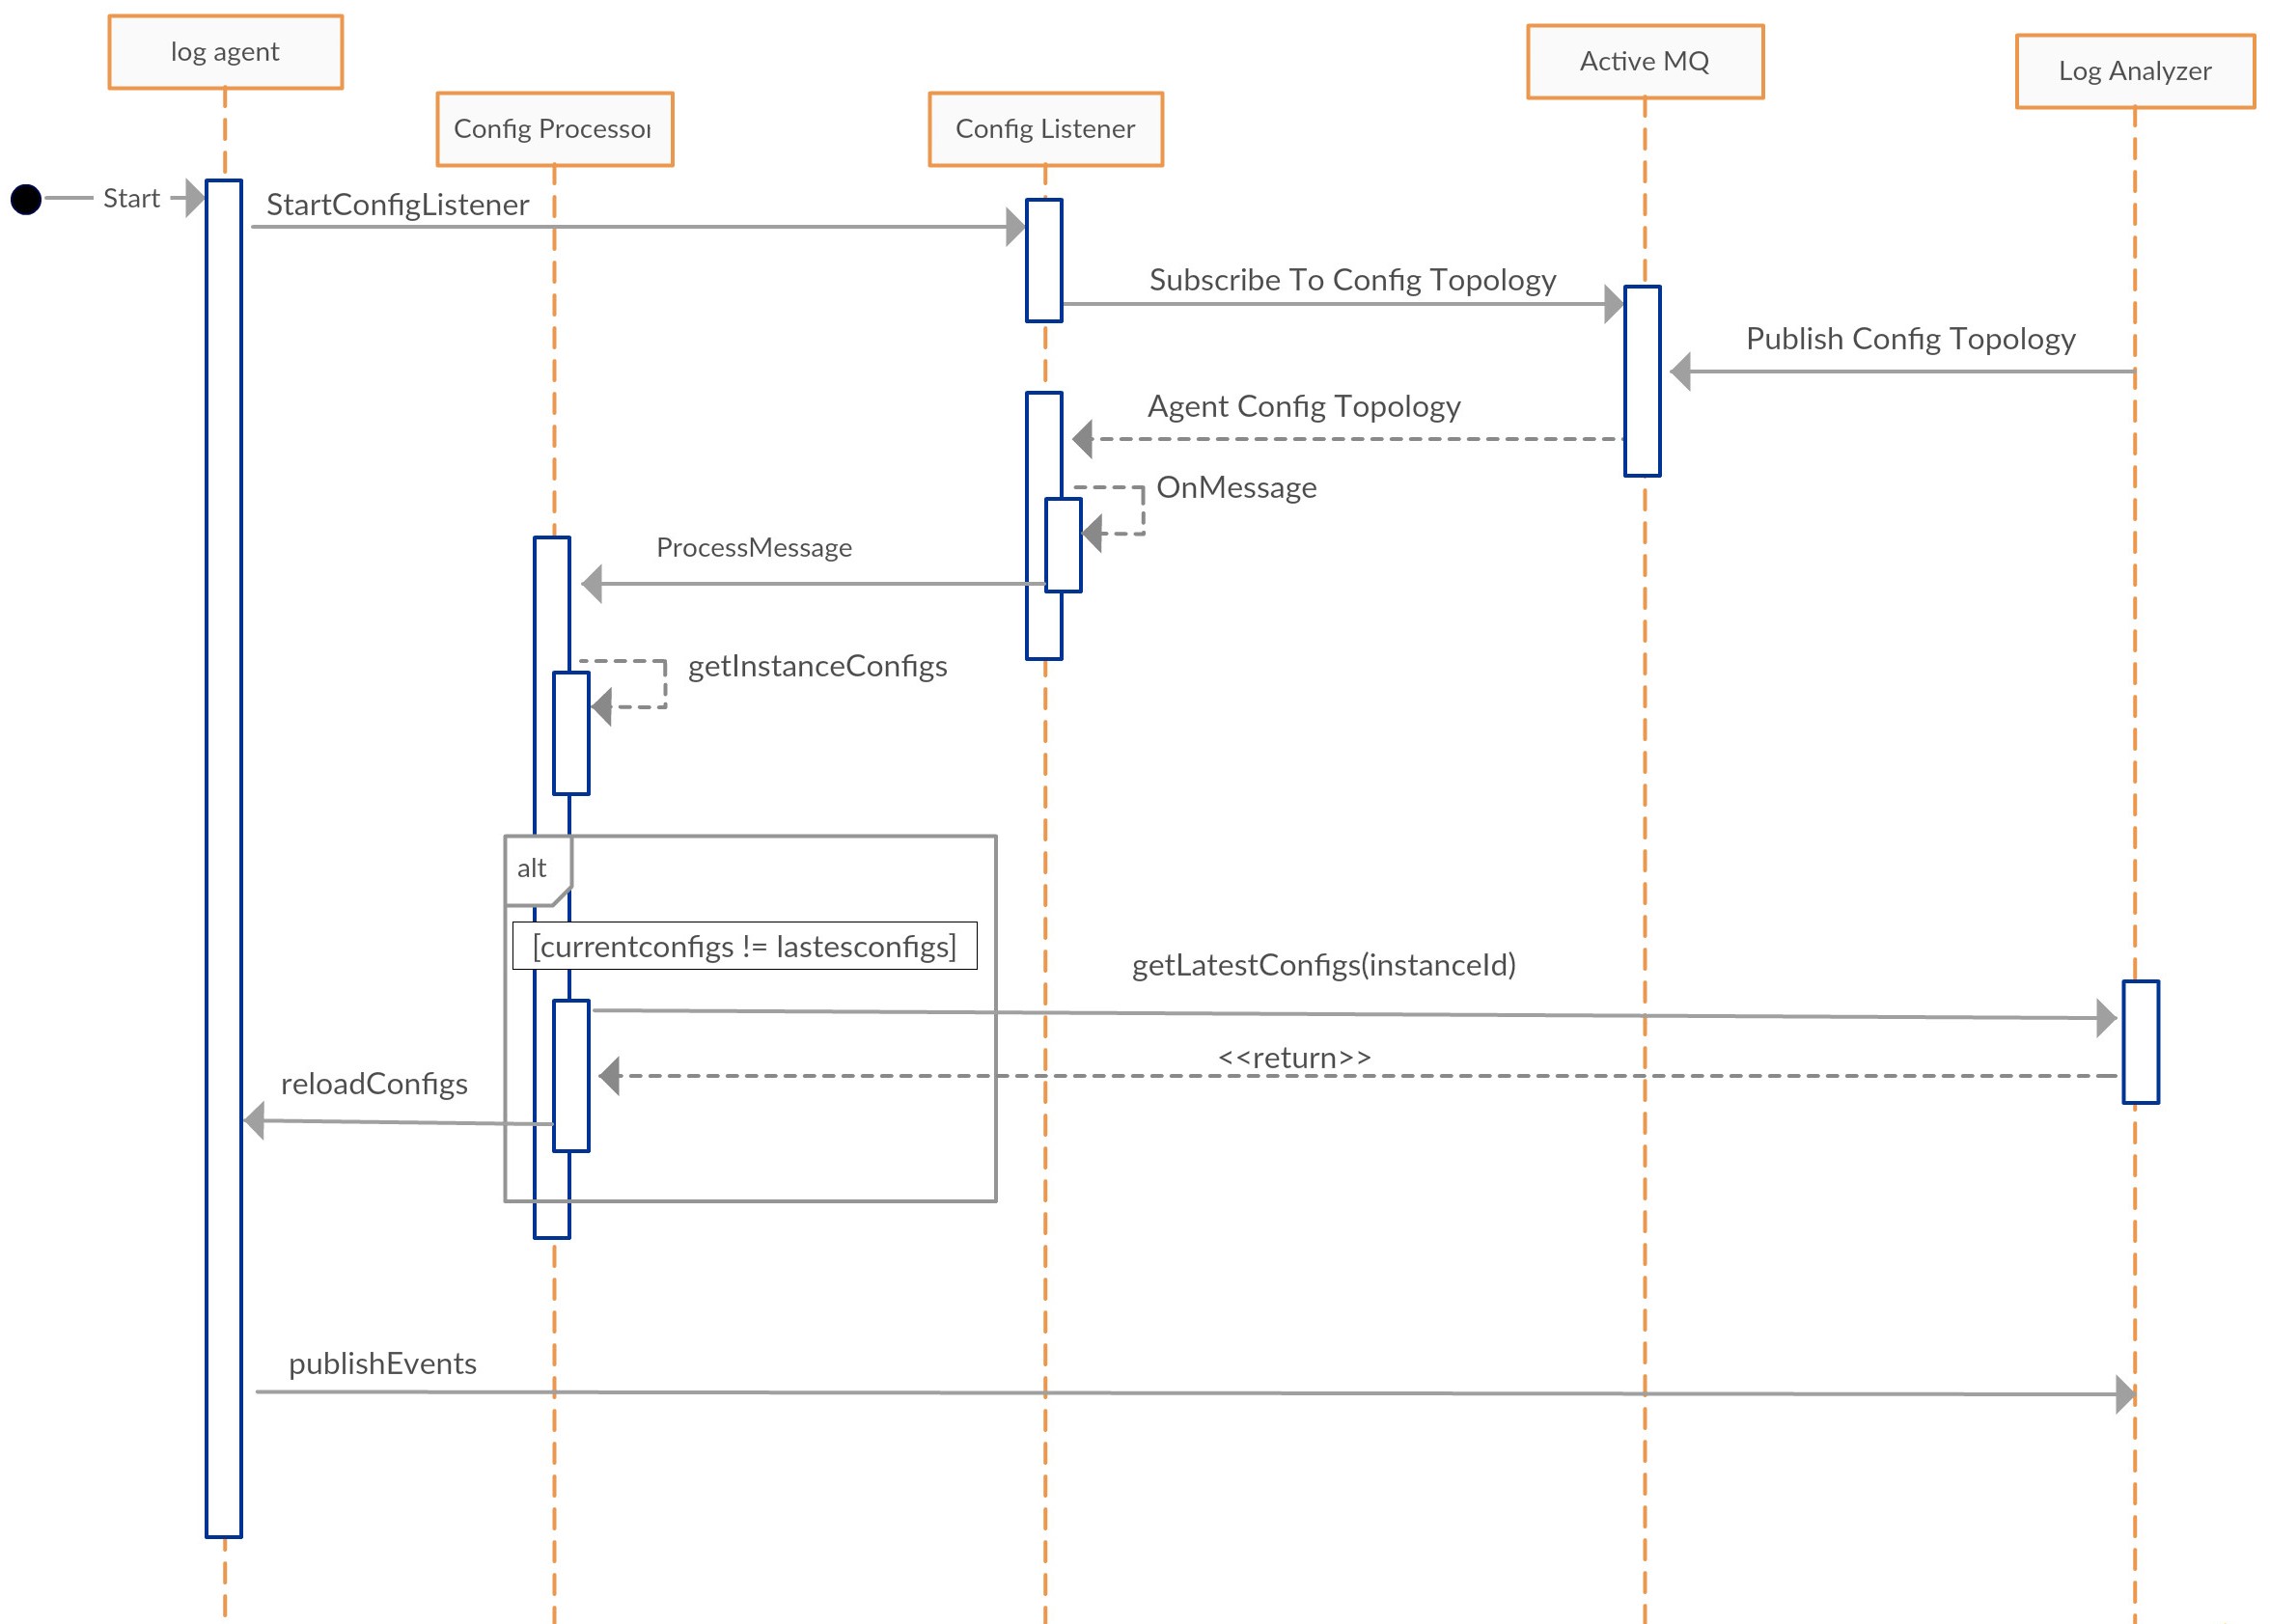 log agent
Active MQ
Log Analyzer
Config Processor
Config Listener
Start
StartConfigListener
Subscribe To Config Topology
Publish Config Topology
Agent Config Topology
OnMessage
ProcessMessage
getInstanceConfigs
alt
[currentconfigs != lastesconfigs]
getLatestConfigs(instanceId)
<<return>>
reloadConfigs
publishEvents